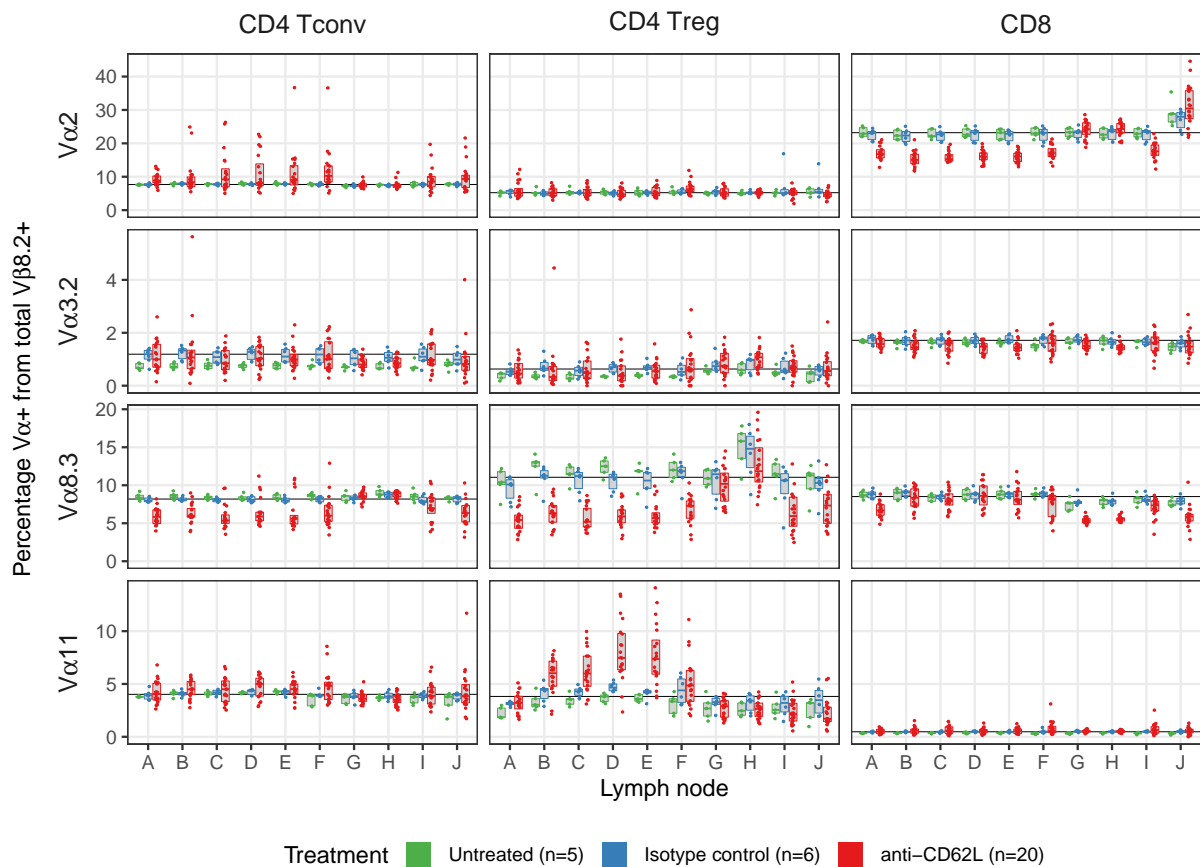 CD4 Tconv CD4 Treg CD8
Percentage Vα+ from total Vβ8.2+
Vα2
40
30
20
10
0
Vα3.2
4
2
0
Vα8.3
20
15
10
5
0
Vα11
10
5
0
A B C D E F G H I J A B C D E F G H I J A B C D E F G H I J
Lymph node
Treatment Untreated (n=5) Isotype control (n=6) anti−CD62L (n=20)